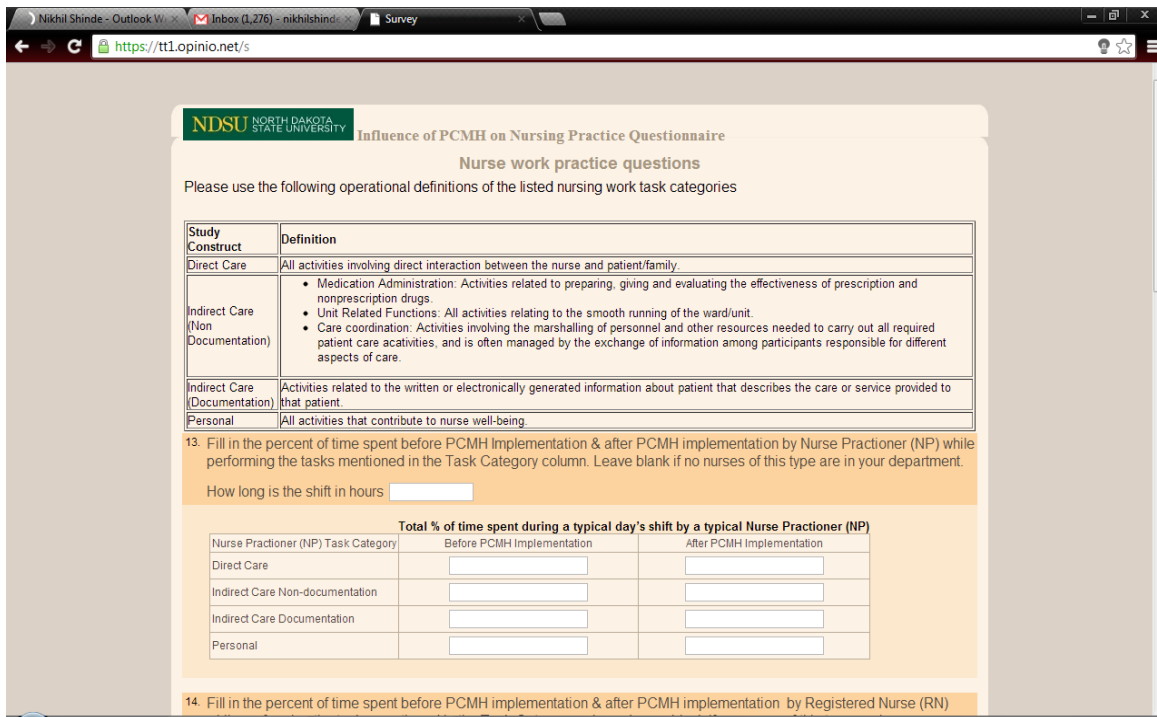 Nikhil Shinde - Outlook W
Inbox (1,276) - nikhilshind
Survey
https://tt1.opinio.net/s
NDSU NORTH DAKOTA
STATE UNIVERSITY
Influence of PCMH on Nursing Practice Questionnaire
Nurse work practice questions
Please use the following operational definitions of the listed nursing work task categories
Study
Construct
Definition
Direct Care
All activities involving direct interaction between the nurse and patient/family.
Indirect Care
(Non
Documentation)
• Medication Administration: Activities related to preparing, giving and evaluating the effectiveness of prescription and
nonprescription drugs.
• Unit Related Functions: All activities relating to the smooth running of the ward/unit.
• Care coordination: Activities involving the marshalling of personnel and other resources needed to carry out all required
patient care acativities, and is often managed by the exchange of information among participants responsible for different
aspects of care.
Indirect Care
(Documentation)
Activities related to the written or electronically generated information about patient that describes the care or service provided to
that patient.
Personal
All activities that contribute to nurse well-being.
13. Fill in the percent of time spent before PCMH Implementation & after PCMH implementation by Nurse Practioner (NP) while
performing the tasks mentioned in the Task Category column. Leave blank if no nurses of this type are in your department.
How long is the shift in hours
Total % of time spent during a typical day's shift by a typical Nurse Practioner (NP)
Nurse Practioner (NP) Task Category
Before PCMH Implementation
After PCMH Implementation
Direct Care
Indirect Care Non-documentation
Indirect Care Documentation
Personal
14. Fill in the percent of time spent before PCMH implementation & after PCMH implementation by Registered Nurse (RN)